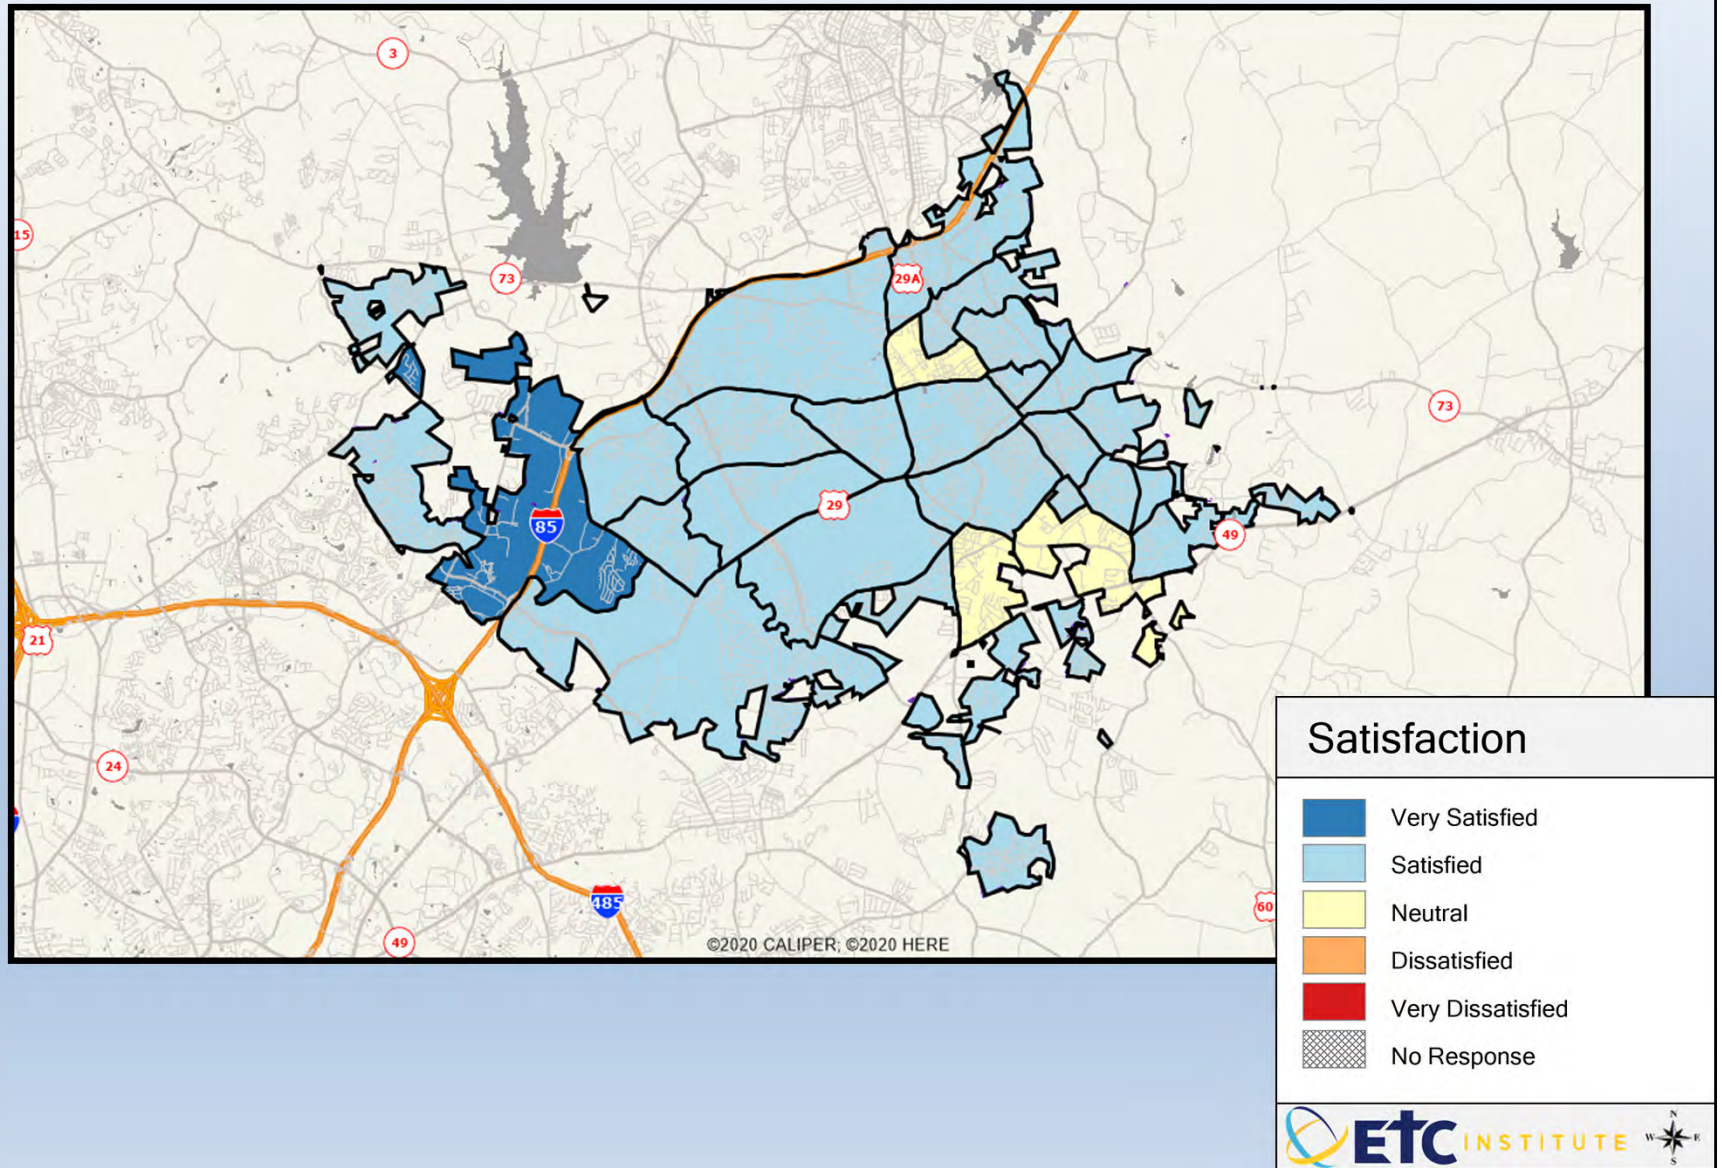 3
15
73
29A
73
29
85
49
21
24
485
60
49
©2020 CALIPER; ©2020 HERE
Satisfaction
Very Satisfied
Satisfied
Neutral
Dissatisfied
Very Dissatisfied
No Response
ETC INSTITUTE
N
W E
S